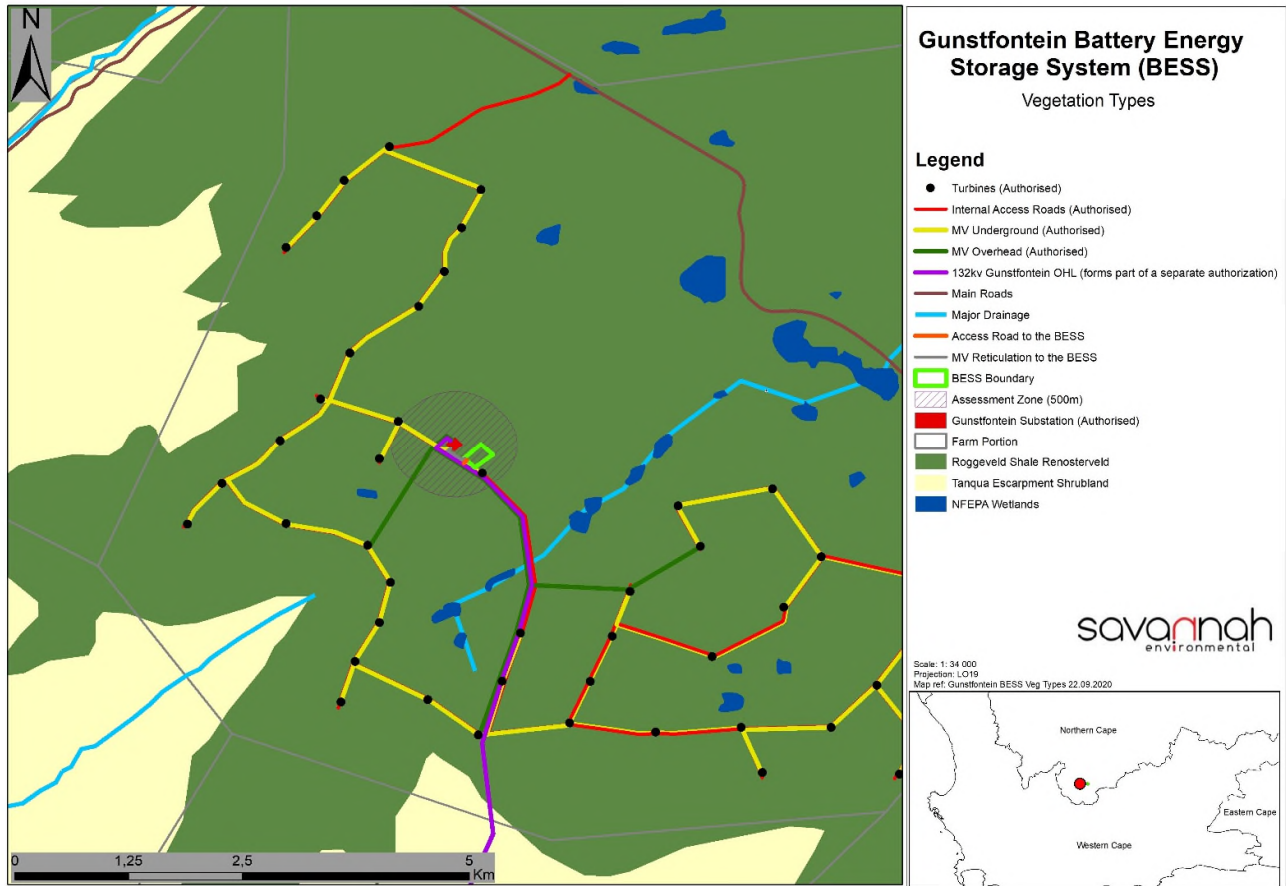 N
0
1,25
2,5
5
Km
Gunstfontein Battery Energy
Storage System (BESS)
Vegetation Types
Legend
Turbines (Authorised)
Internal Access Roads (Authorised)
MV Underground (Authorised)
MV Overhead (Authorised)
132kv Gunstfontein OHL (forms part of a separate authorization)
Main Roads
Major Drainage
Access Road to the BESS
MV Reticulation to the BESS
BESS Boundary
Assessment Zone (500m)
Gunstfontein Substation (Authorised)
Farm Portion
Roggeveld Shale Renosterveld
Tanqua Escarpment Shrubland
NFEPA Wetlands
savannah
environmental
Scale: 1: 34 000
Projection: LO19
Map ref: Gunstfontein BESS Veg Types 22.09.2020
Northern Cape
Eastern Cape
Western Cape